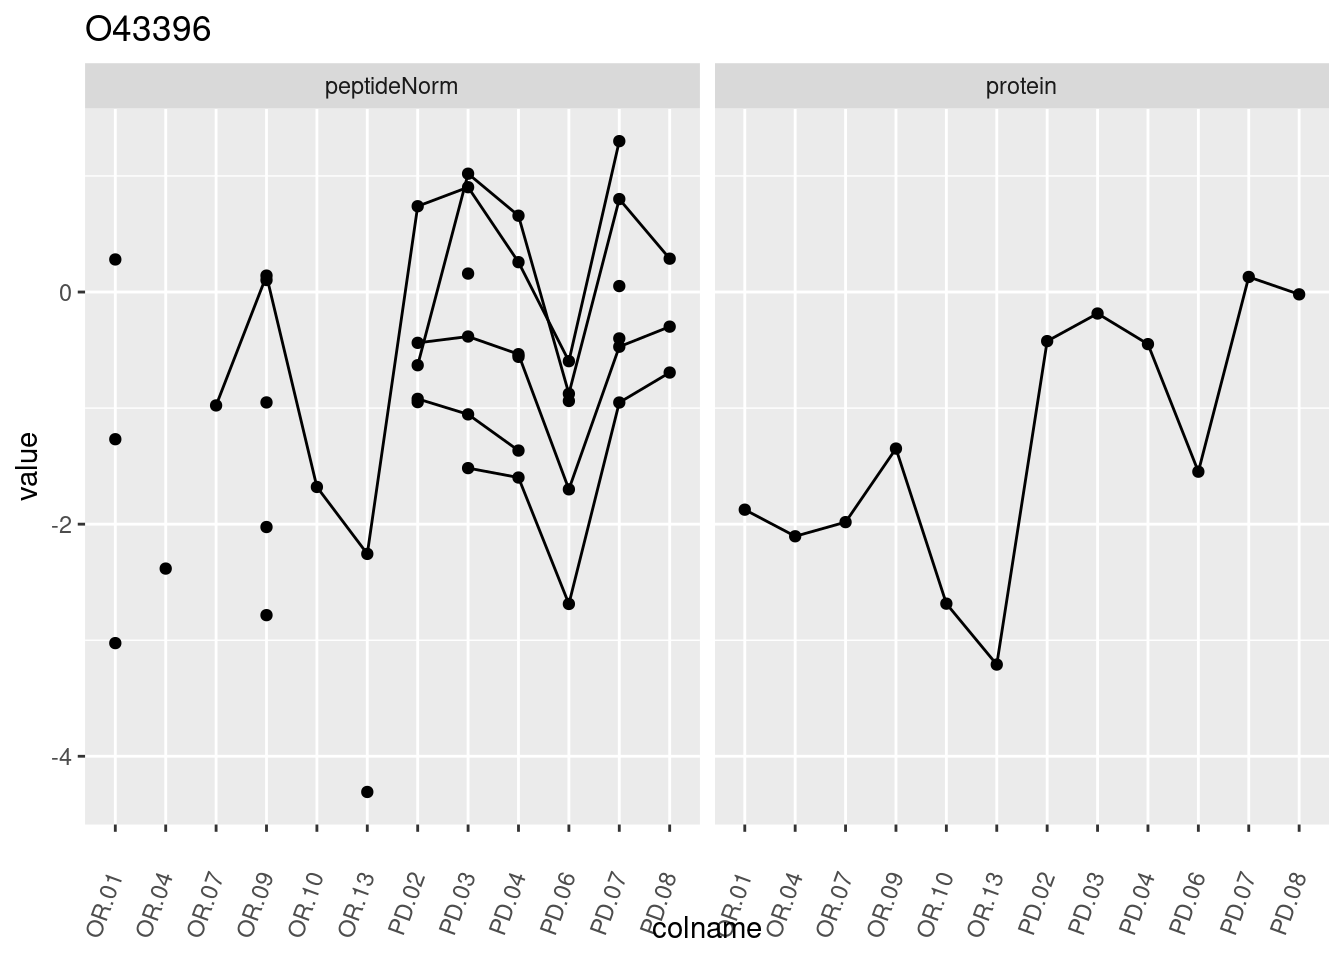 O43396
peptideNorm
protein
value
0
-2
-4
OR.01 OR.04 OR.07 OR.09 OR.10 OR.13 PD.02 PD.03 PD.04 PD.06 PD.07 PD.08
OR.01 OR.04 OR.07 OR.09 OR.10 OR.13 PD.02 PD.03 PD.04 PD.06 PD.07 PD.08
colname